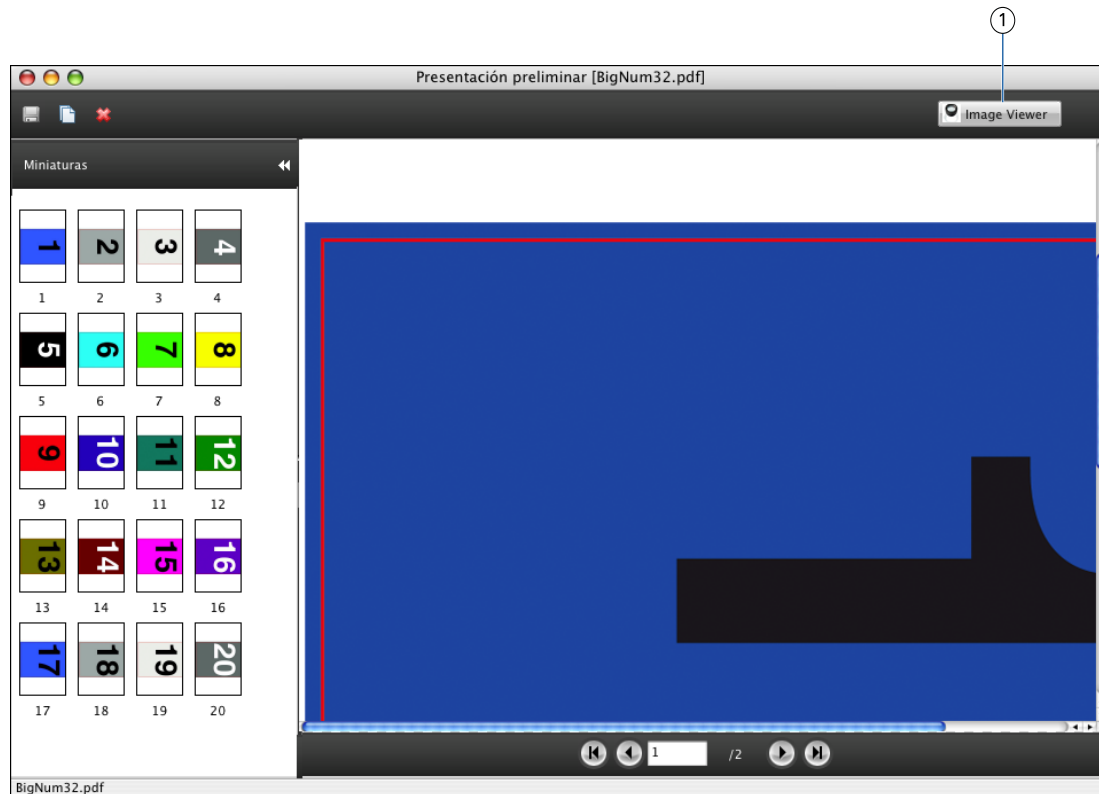 1
Presentación preliminar [BigNum32.pdf]
Image Viewer
Miniaturas
1 2 3 4
1 2 3 4
5 6 7 8
5 6 7 8
9 10 11 12
9 10 11 12
13 14 15 16
13 14 15 16
17 18 19 20
17 18 19 20
1 /2
BigNum32.pdf